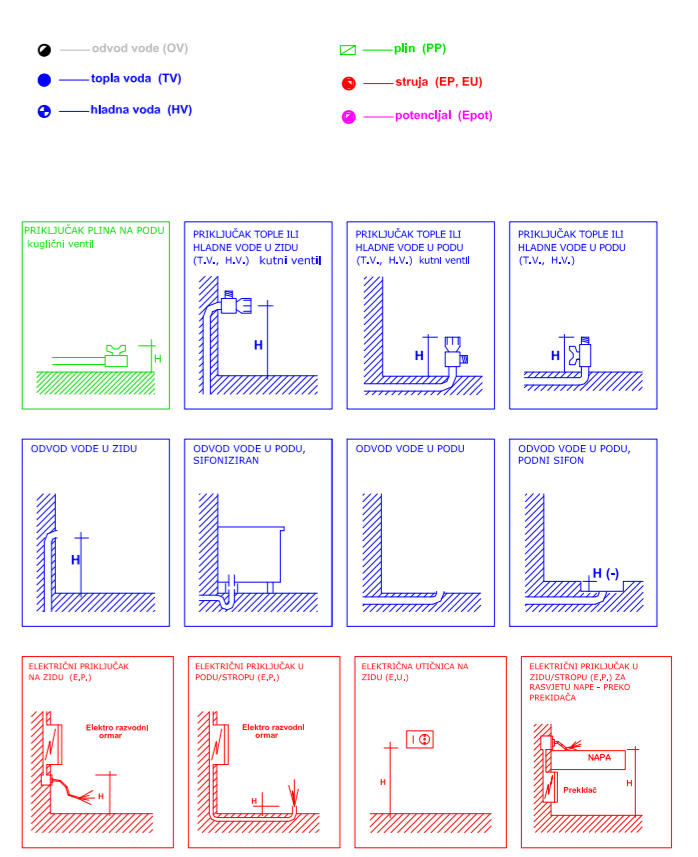 odvod vode (OV)
topla voda (TV)
hladna voda (HV)
plin (PP)
struja (EP, EU)
potencijal (Epot)
PRIKLJUČAK PLINA NA PODU
kuglični ventil
H
PRIKLJUČAK TOPLE ILI
HLADNE VODE U ZIDU
(T.V., H.V.) kutni ventil
H
PRIKLJUČAK TOPLE ILI
HLADNE VODE U PODU
(T.V., H.V.) kutni ventil
H
PRIKLJUČAK TOPLE ILI
HLADNE VODE U PODU
(T.V., H.V.)
H
ODVOD VODE U ZIDU
H
ODVOD VODE U PODU,
SIFONIZIRAN
ODVOD VODE U PODU
ODVOD VODE U PODU,
PODNI SIFON
H (-)
ELEKTRIČNI PRIKLJUČAK
NA ZIDU (E.P.)
Elektro razvodni
ormar
H
ELEKTRIČNI PRIKLJUČAK U
PODU/STROPU (E.P.)
Elektro razvodni
ormar
H
ELEKTRIČNA UTIČNICA NA
ZIDU (E.U.)
H
ELEKTRIČNI PRIKLJUČAK U
ZIDU/STROPU (E.P.) ZA
RASVJETU NAPE - PREKO
PREKIDAČA
NAPA
H
Prekidač